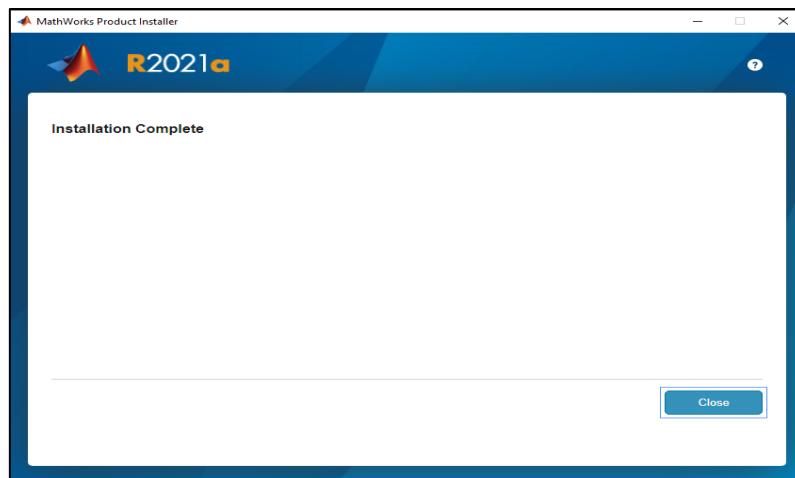 MathWorks Product Installer
R2021a
?
Installation Complete
Close